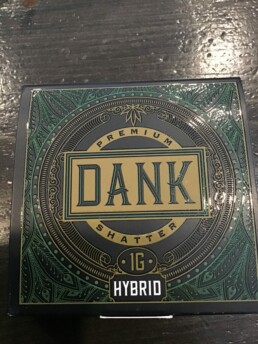 PREMIUM
DANK
SHATTER
1G
HYBRID